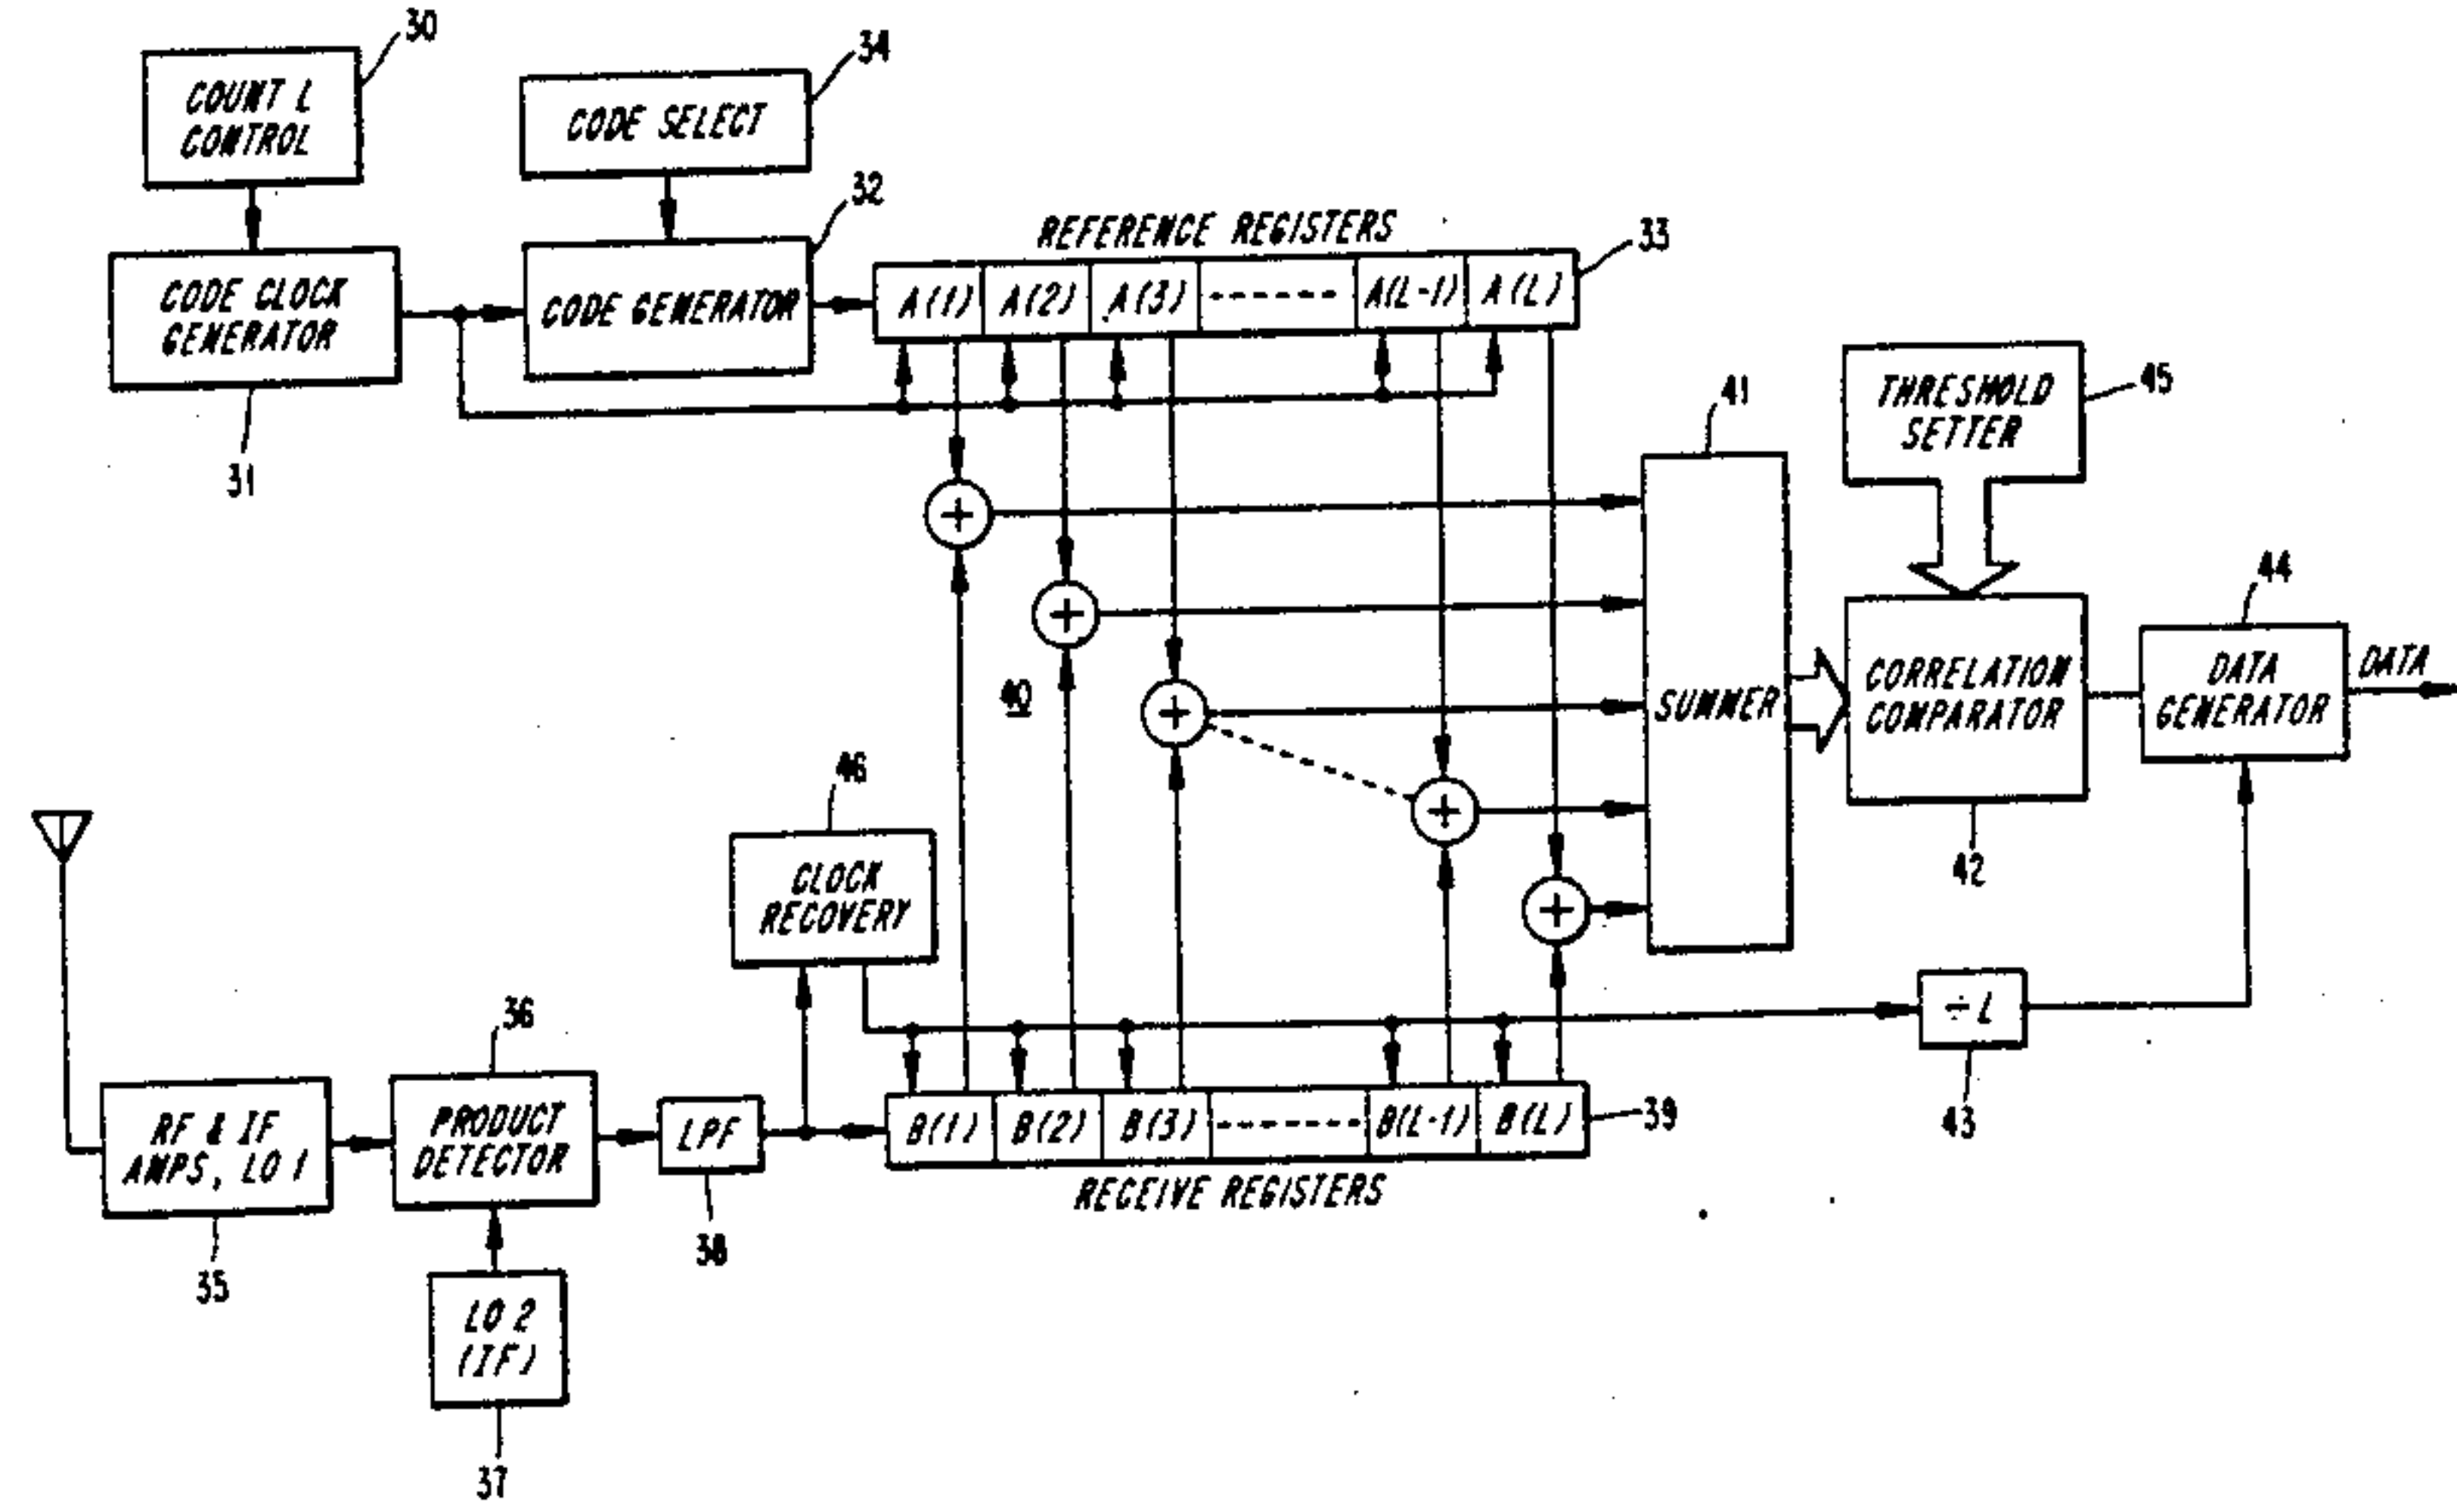 30
COUNT L
CONTROL
34
CODE SELECT
32
CODE CLOCK
GENERATOR
31
CODE GENERATOR
REFERENCE REGISTERS
33
A(1) A(2) A(3) -------- A(L-1) A(L)
41
THRESHOLD
SETTER
45
+
+
+
+
+
40
SUMMER
CORRELATION
COMPARATOR
42
44
DATA
GENERATOR
DATA
46
CLOCK
RECOVERY
÷L
43
36
RF & IF
AMPS, LO 1
35
PRODUCT
DETECTOR
LPF
38
B(1) B(2) B(3) -------- B(L-1) B(L)
39
RECEIVE REGISTERS
LO 2
(IF)
37